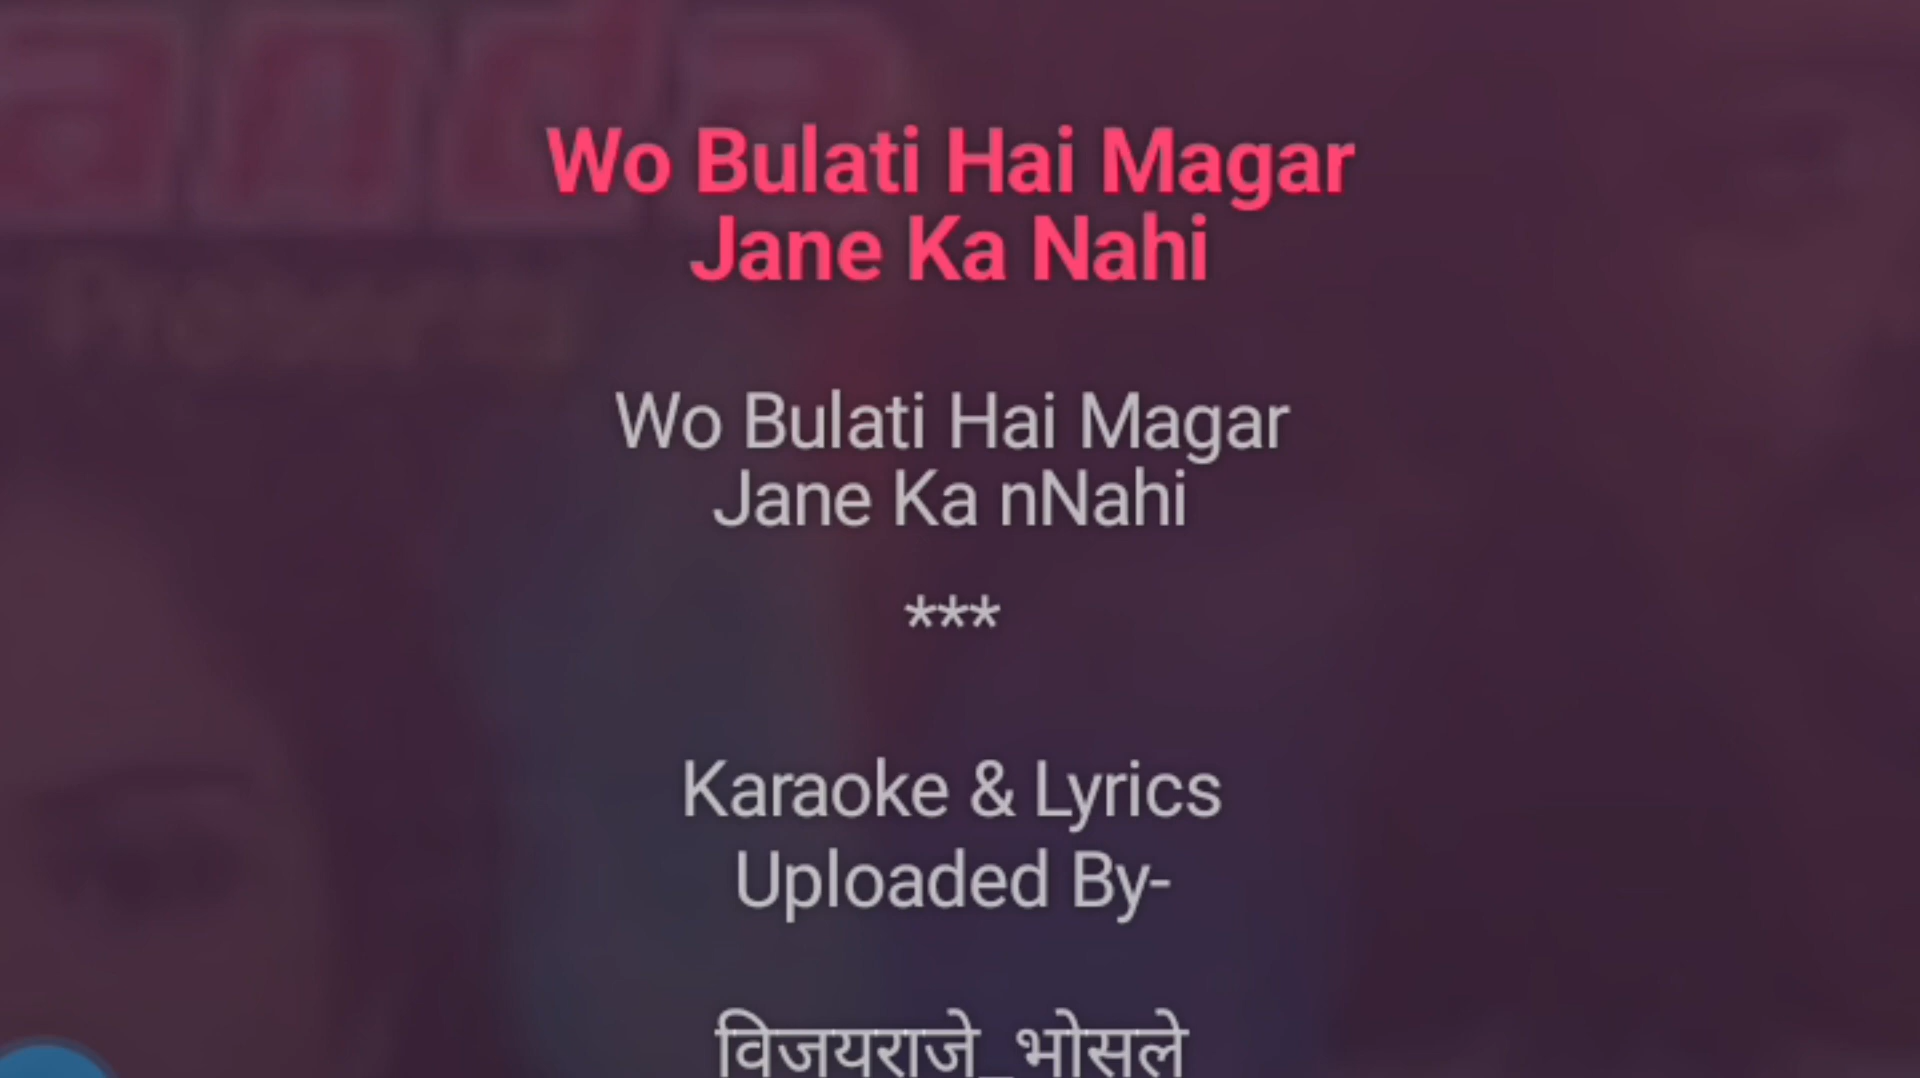 anda
Wo Bulati Hai Magar
Jane Ka Nahi
Wo Bulati Hai Magar
Jane Ka nNahi
***
Karaoke & Lyrics
Uploaded By-
विजयराजे_भोसले